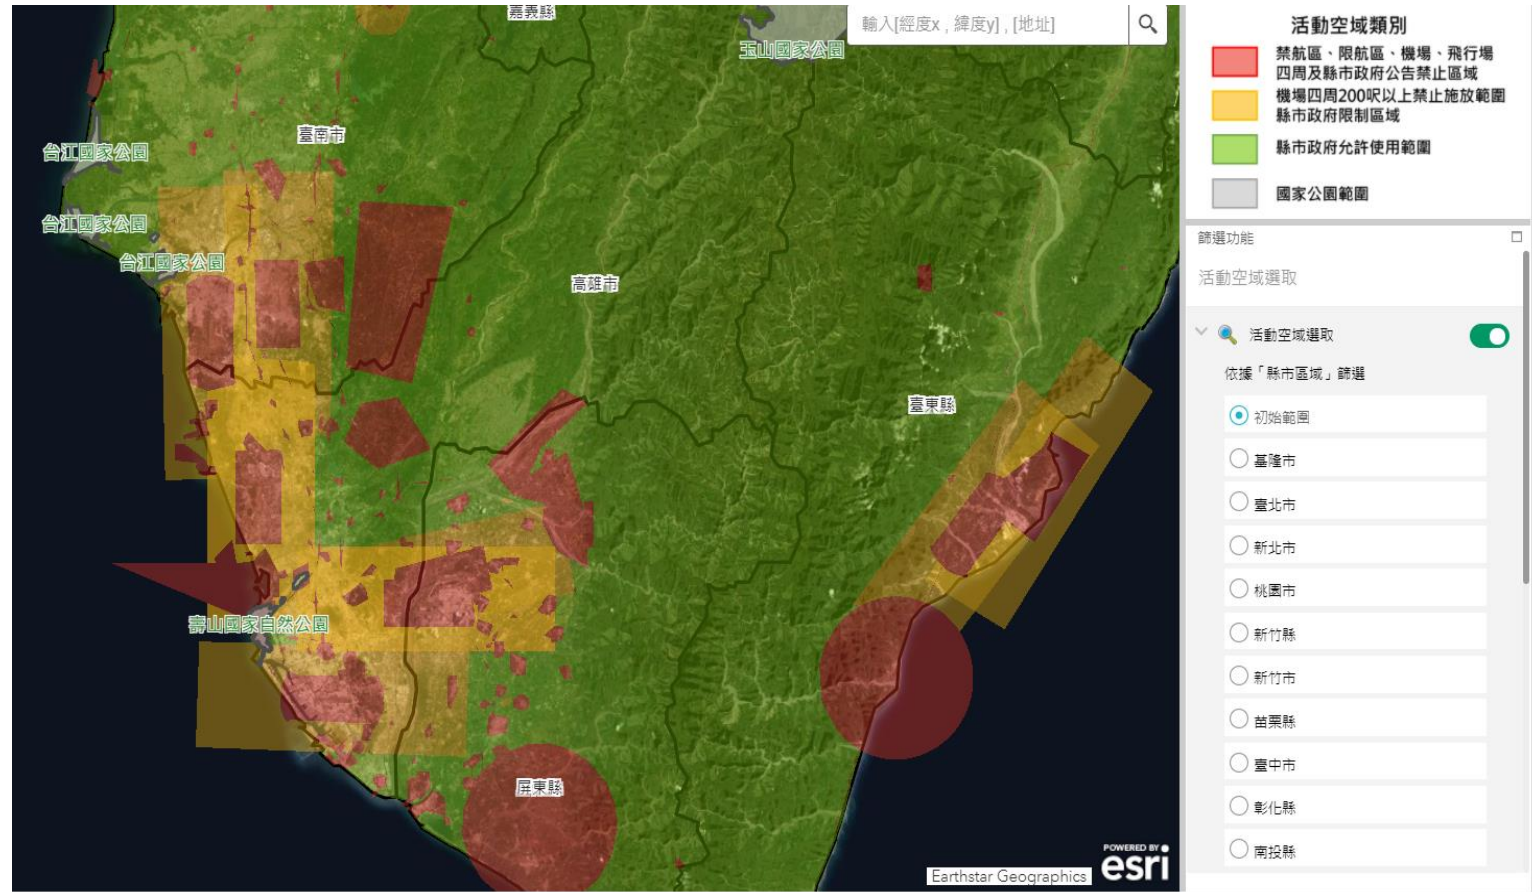 嘉義縣
輸入[經度x , 緯度y] , [地址]
玉山國家公園
臺南市
台江國家公園
台江國家公園
台江國家公園
高雄市
臺東縣
壽山國家自然公園
屏東縣
POWERED BY
esri
Earthstar Geographics
活動空域類別
禁航區、限航區、機場、飛行場
四周及縣市政府公告禁止區域
機場四周200呎以上禁止施放範圍
縣市政府限制區域
縣市政府允許使用範圍
國家公園範圍
篩選功能
活動空域選取
活動空域選取
依據「縣市區域」篩選
初始範圍
基隆市
臺北市
新北市
桃園市
新竹縣
新竹市
苗栗縣
臺中市
彰化縣
南投縣